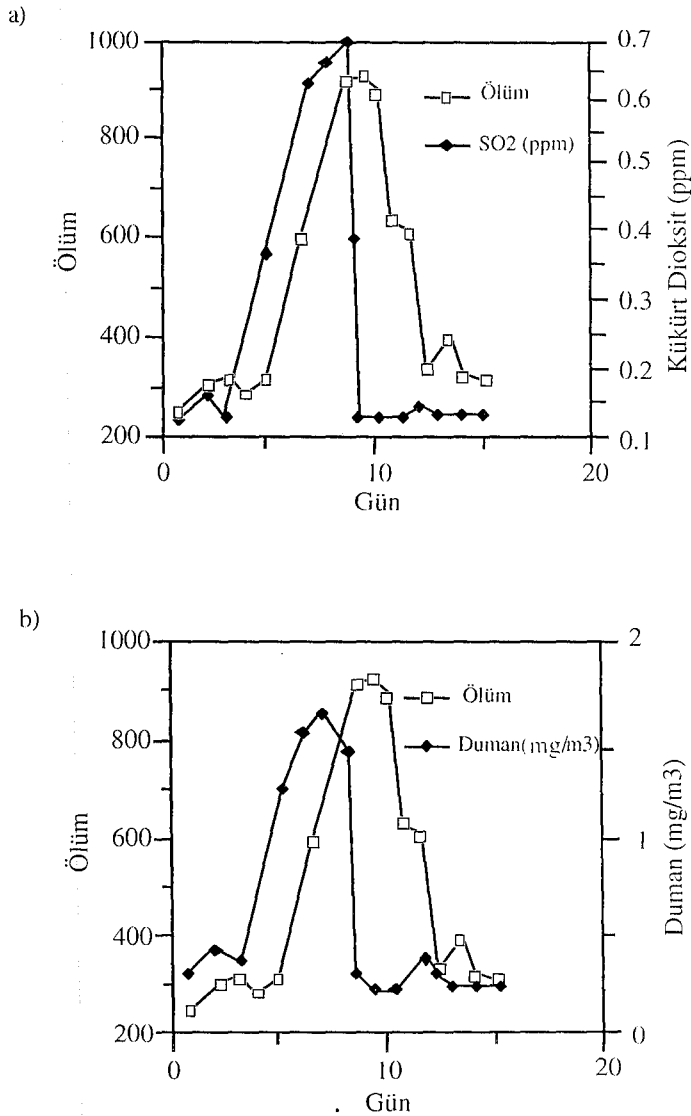 a)
1000
800
600
400
200
Ölüm
0
10
20
Gün
Ölüm
SO2 (ppm)
0.7
0.6
0.5
0.4
0.3
0.2
0.1
Kükürt Dioksit (ppm)
b)
1000
800
600
400
200
Ölüm
0
10
20
Gün
Ölüm
Duman(mg/m3)
2
1
0
Duman (mg/m3)